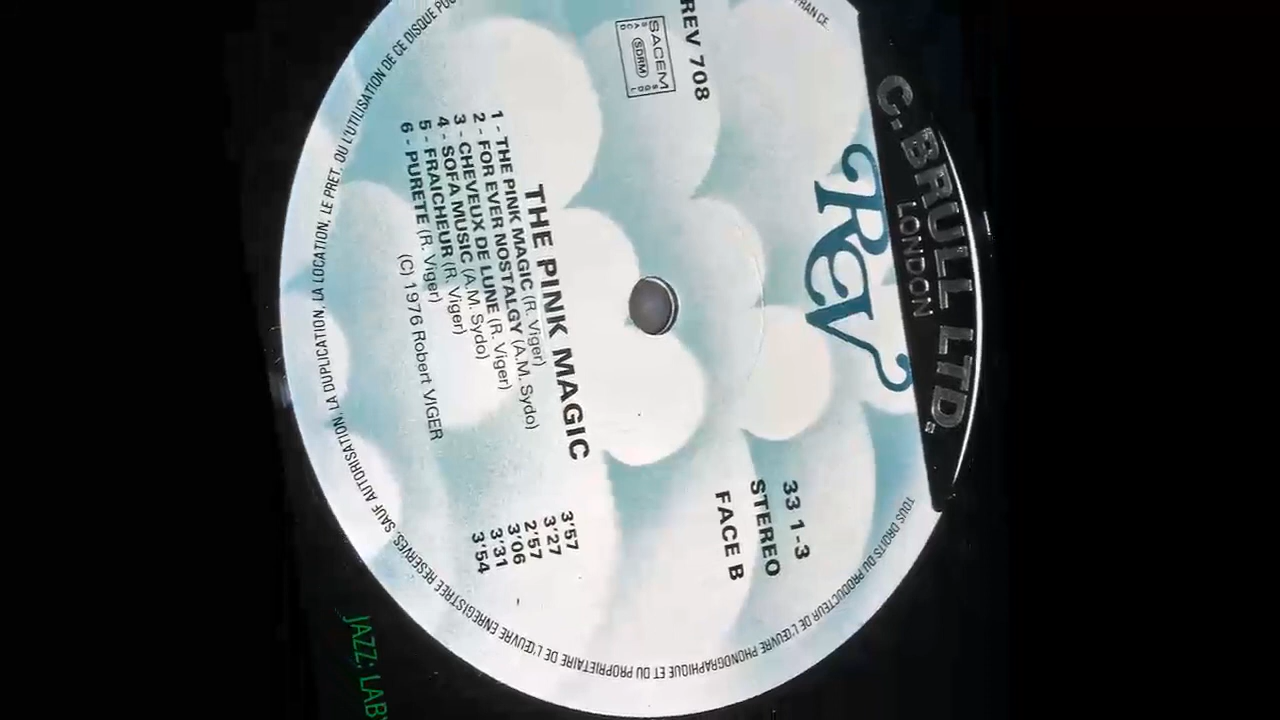 C. BRULL LTD.
LONDON
REV
REV 708
SACEM
SDRM
33 1-3
STEREO
FACE B
THE PINK MAGIC
1 - THE PINK MAGIC (R. Viger) 3'57
2 - FOR EVER NOSTALGY (A.M. Sydo) 3'27
3 - CHEVEUX DE LUNE (R. Viger) 2'57
4 - SOFA MUSIC (A.M. Sydo) 3'06
5 - FRAICHEUR (R. Viger) 3'31
6 - PURETE (R. Viger) 3'54
(C) 1976 Robert VIGER
TOUS DROITS DU PRODUCTEUR DE L'ŒUVRE PHONOGRAPHIQUE ET DU PROPRIETAIRE DE L'ŒUVRE ENREGISTREE RESERVES. SAUF AUTORISATION, LA DUPLICATION, LA LOCATION, LE PRET, OU L'UTILISATION DE CE DISQUE
JAZZ: